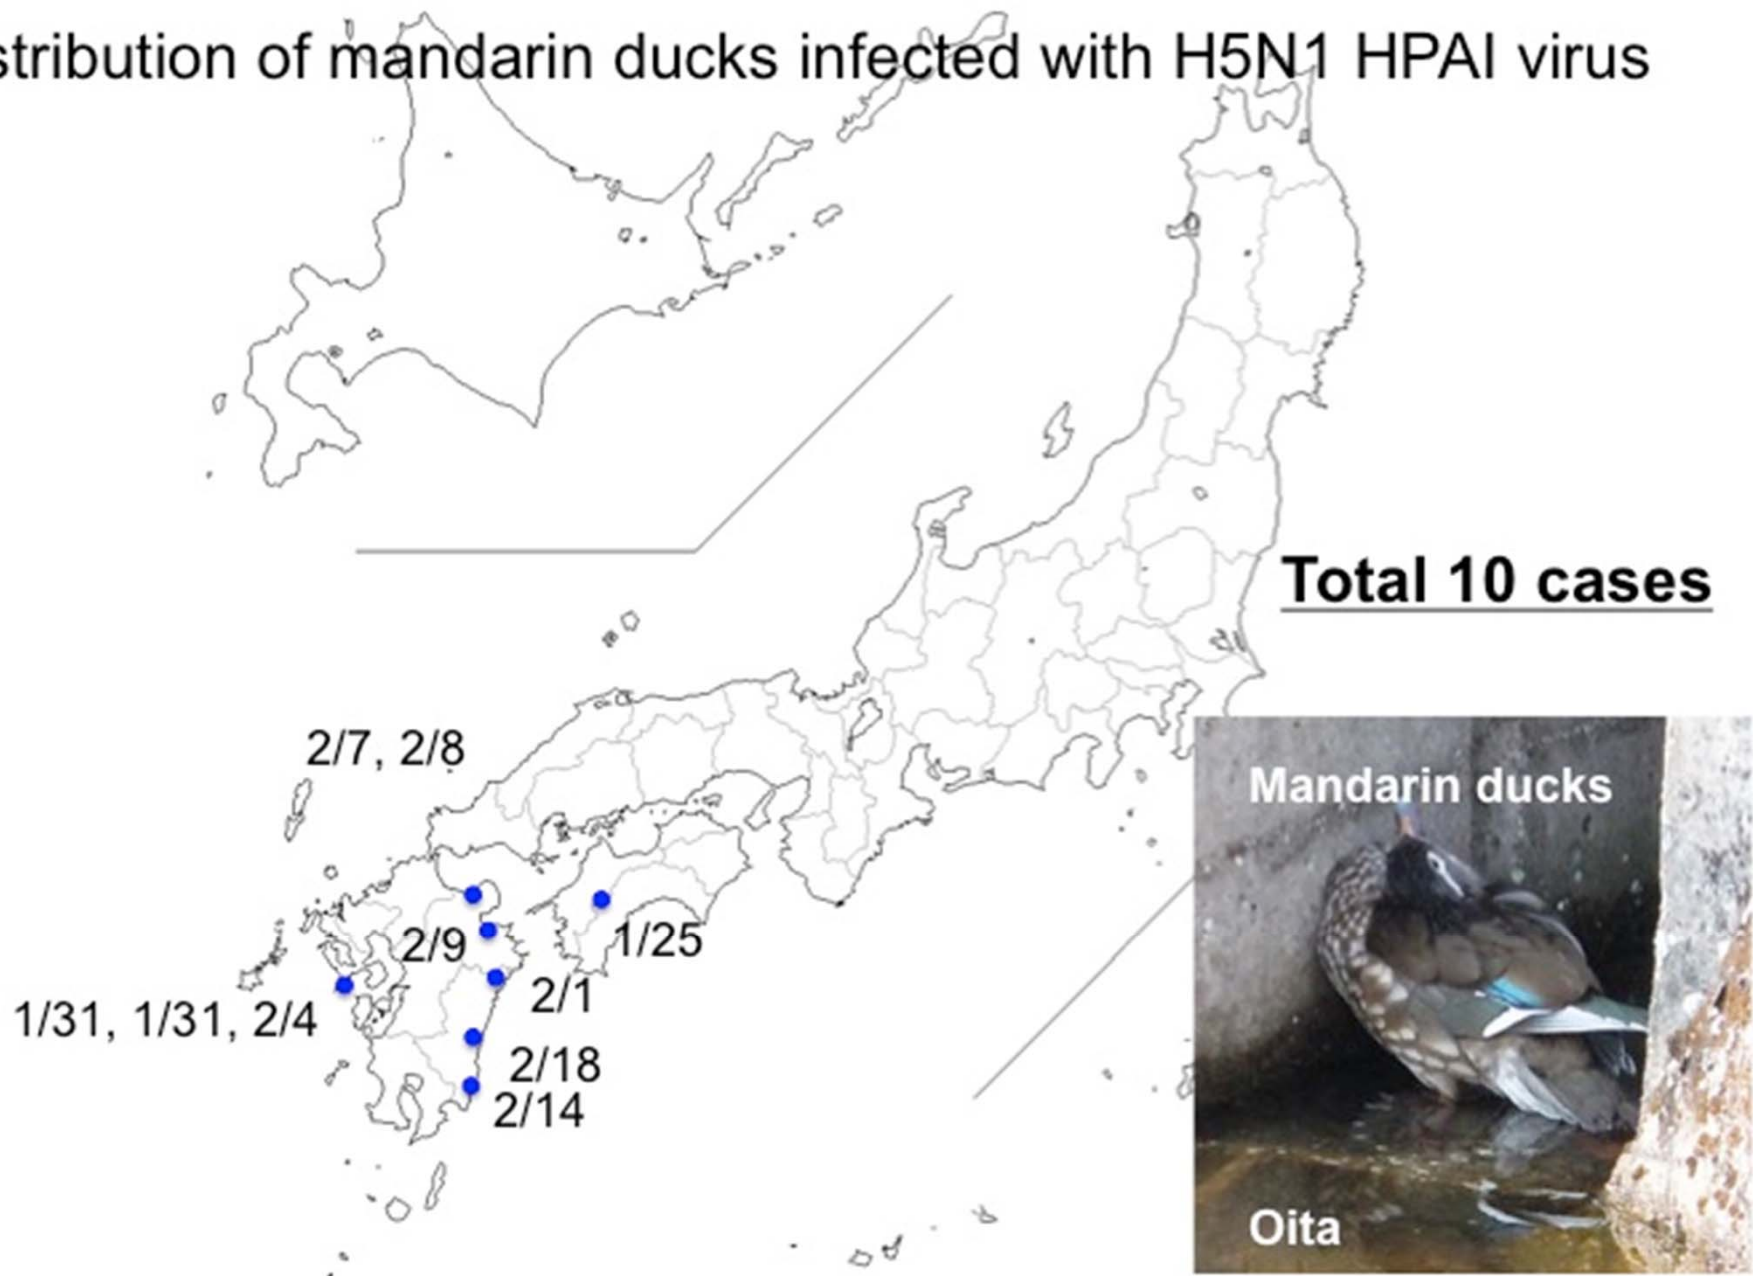 stribution of mandarin ducks infected with H5N1 HPAI virus
Total 10 cases
2/7, 2/8
Mandarin ducks
2/9
1/25
2/1
1/31, 1/31, 2/4
2/18
2/14
Oita